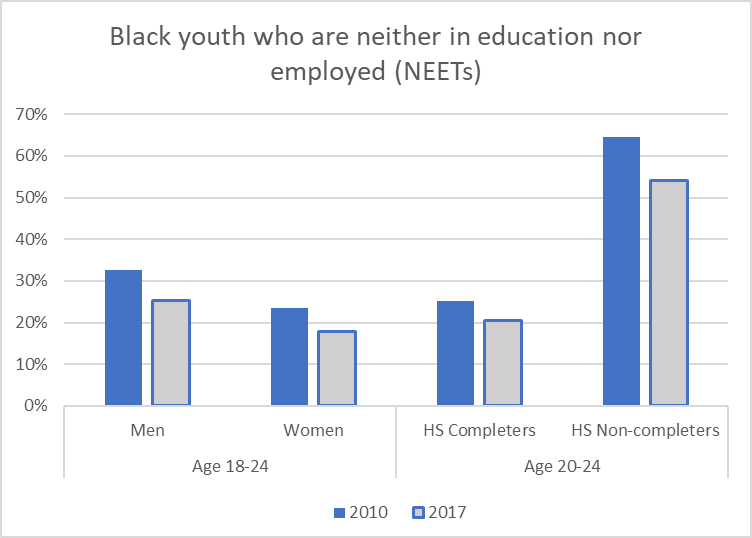 Black youth who are neither in education nor
employed (NEETs)
70%
60%
50%
40%
30%
20%
10%
0%
Men
Women
HS Completers
HS Non-completers
Age 18-24
Age 20-24
2010
2017